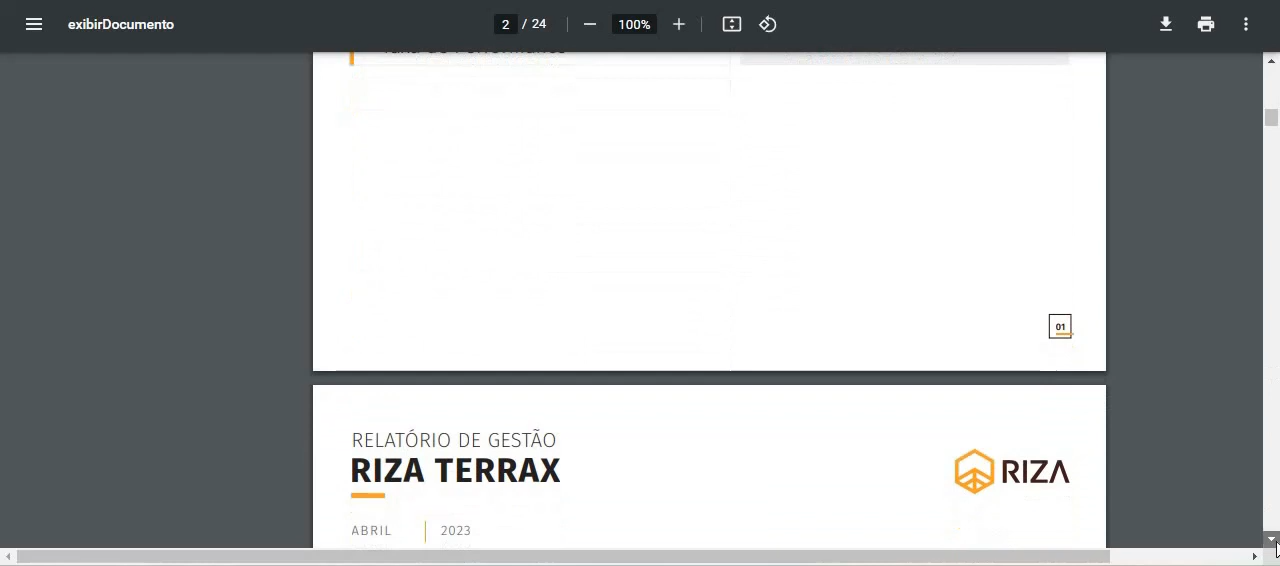 exibirDocumento
2 / 24
100%
01
RELATÓRIO DE GESTÃO
RIZA TERRAX
RIZA
ABRIL 2023